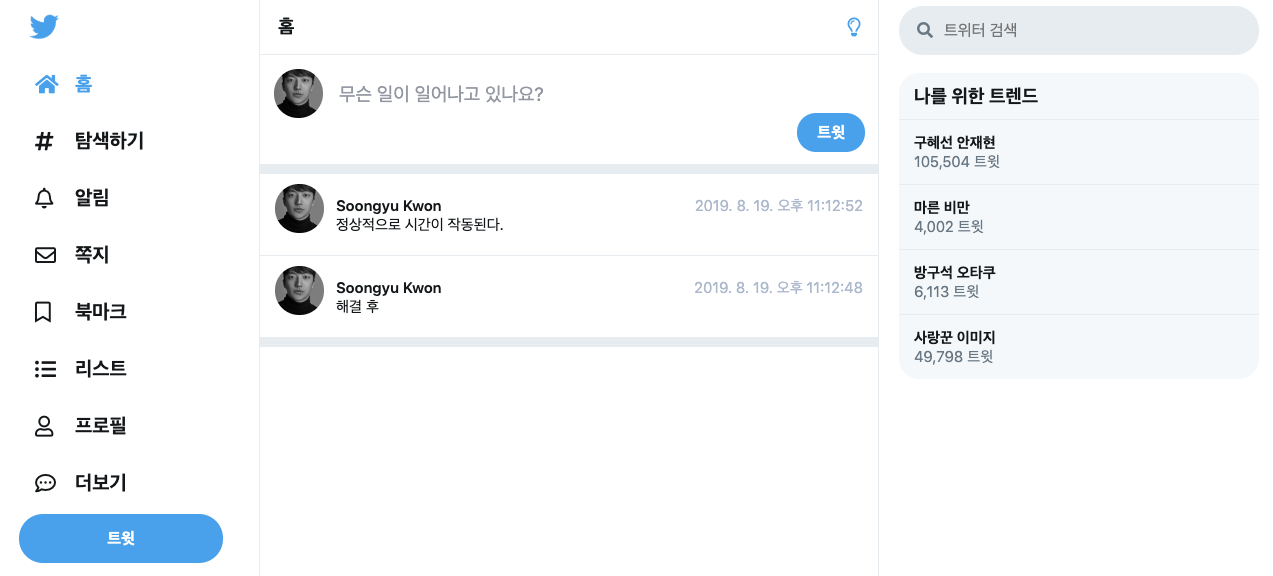 홈
탐색하기
알림
쪽지
북마크
리스트
프로필
더보기
트윗
홈
무슨 일이 일어나고 있나요?
트윗
Soongyu Kwon 2019. 8. 19. 오후 11:12:52
정상적으로 시간이 작동된다.
Soongyu Kwon 2019. 8. 19. 오후 11:12:48
해결 후
트위터 검색
나를 위한 트렌드
구혜선 안재현
105,504 트윗
마른 비만
4,002 트윗
방구석 오타쿠
6,113 트윗
사랑꾼 이미지
49,798 트윗